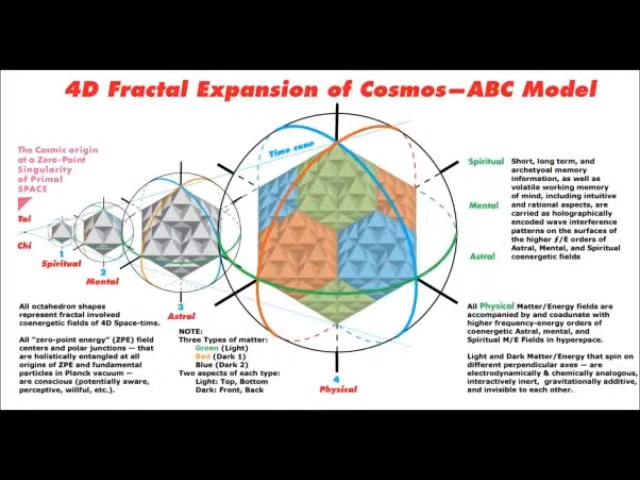 4D Fractal Expansion of Cosmos—ABC Model
The Cosmic origin
at a Zero-Point
Singularity
of Primal
SPACE
Tai
Chi
1
Spiritual
2
Mental
3
Astral
4
Physical
Time cone
Spiritual
Mental
Astral
Short, long term, and
archetyoal memory
information, as well as
volatile working memory
of mind, including intuitive
and rational aspects, are
carried as holographically
encoded wave interference
patterns on the surfaces of
the higher ƒ/E orders of
Astral, Mental, and Spiritual
coenergetic fields
All octahedron shapes
represent fractal involved
coenergetic fields of 4D Space-time.
All "zero-point energy" (ZPE) field
centers and polar junctions — that
are holistically entangled at all
origins of ZPE and fundamental
particles in Planck vacuum — are
are conscious (potentially aware,
perceptive, willful, etc.).
NOTE:
Three Types of matter:
Green (Light)
Red (Dark 1)
Blue (Dark 2)
Two aspects of each type:
Light: Top, Bottom
Dark: Front, Back
All Physical Matter/Energy fields are
accompanied by and coadunate with
higher frequency-energy orders of
coenergetic Astral, mental, and
Spiritual M/E Fields in hyperspace.
Light and Dark Matter/Energy that spin on
different perpendicular axes — are
electrodynamically & chemically analogous,
interactively inert, gravitationally additive,
and invisible to each other.